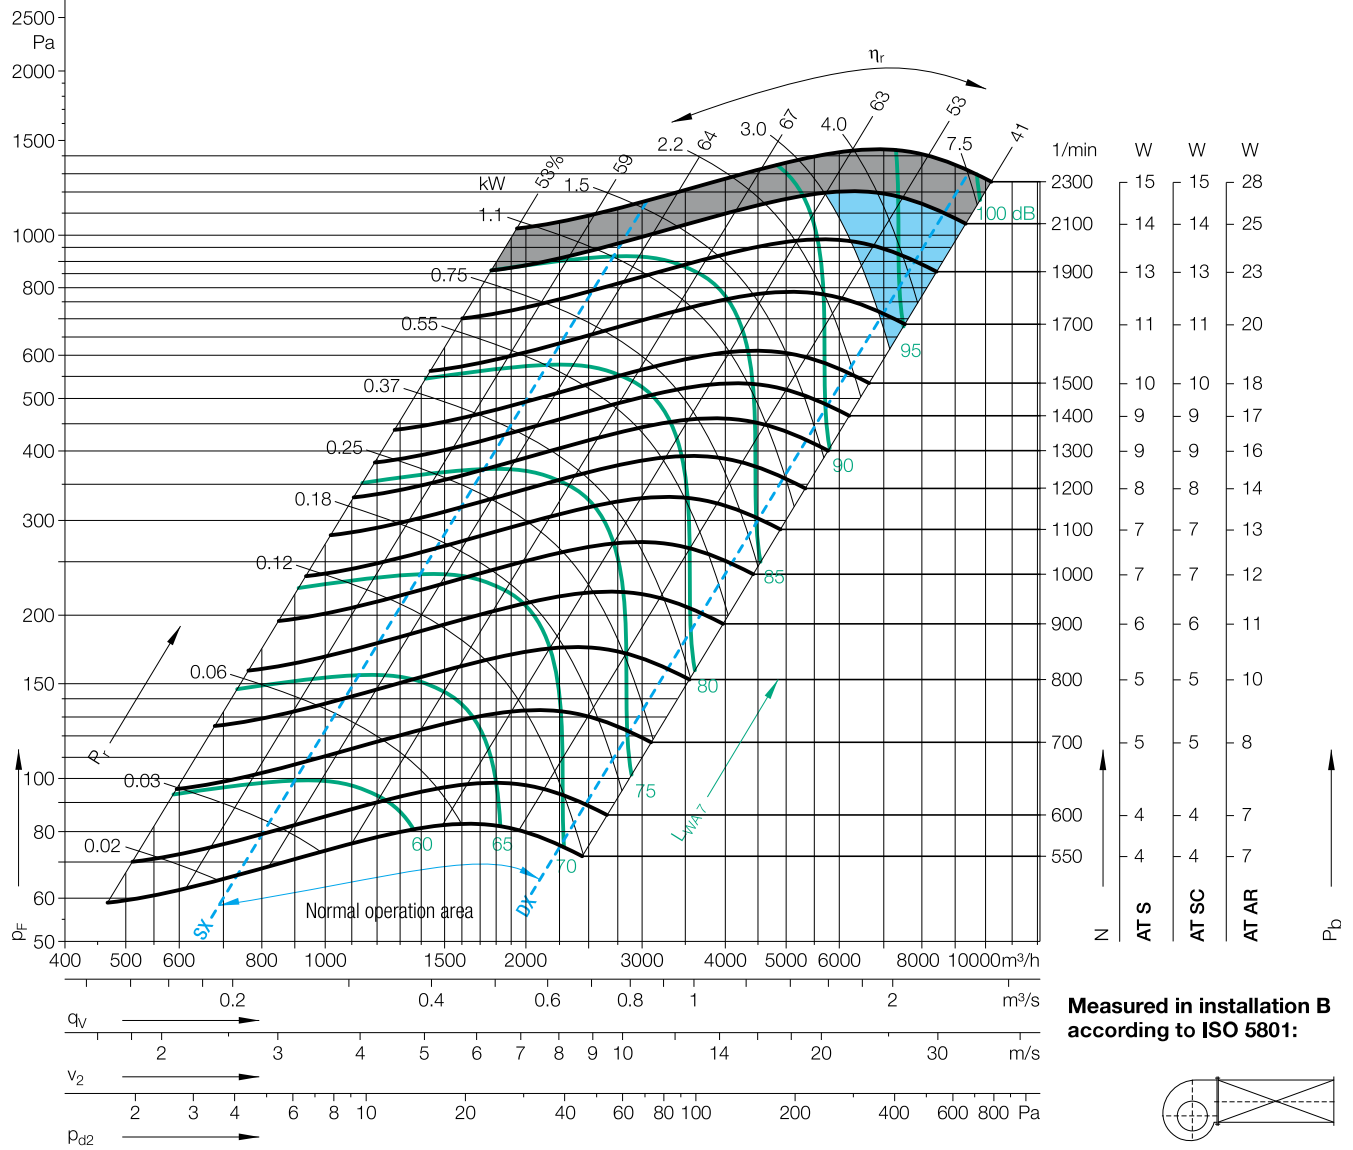 2500
Pa
2000
1500
1000
800
600
500
400
300
200
150
100
80
60
50
pF
ηr
kW
53%
59
64
67
63
53
41
0.02
0.03
0.06
0.12
0.18
0.25
0.37
0.55
0.75
1.1
1.5
2.2
3.0
4.0
7.5
100 dB
95
90
85
80
75
70
65
60
Pr
LWA7
SX
DX
Normal operation area
1/min W W W
2300 15 15 28
2100 14 14 25
1900 13 13 23
1700 11 11 20
1500 10 10 18
1400 9 9 17
1300 9 9 16
1200 8 8 14
1100 7 7 13
1000 7 7 12
900 6 6 11
800 5 5 10
700 5 5 8
600 4 4 7
550 4 4 7
N AT S AT SC AT AR Pb
400 500 600 800 1000 1500 2000 3000 4000 5000 6000 8000 10000 m³/h
0.2 0.4 0.6 0.8 1 2 m³/s
qV
2 3 4 5 6 7 8 9 10 14 20 30 m/s
v2
2 3 4 6 8 10 20 40 60 80 100 200 400 600 800 Pa
pd2
Measured in installation B
according to ISO 5801: